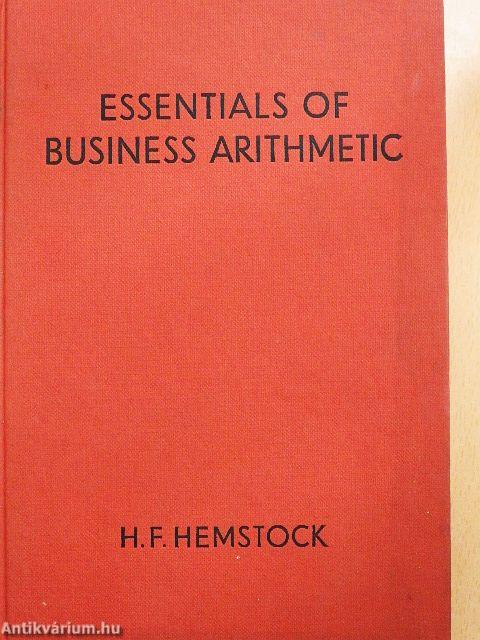 ESSENTIALS OF
BUSINESS ARITHMETIC
H.F. HEMSTOCK
Antikvárium.hu